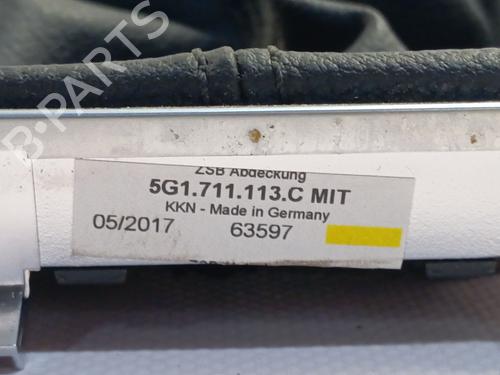 B-PARTS
ZSB Abdeckung
5G1.711.113.C MIT
KKN - Made in Germany
05/2017 63597